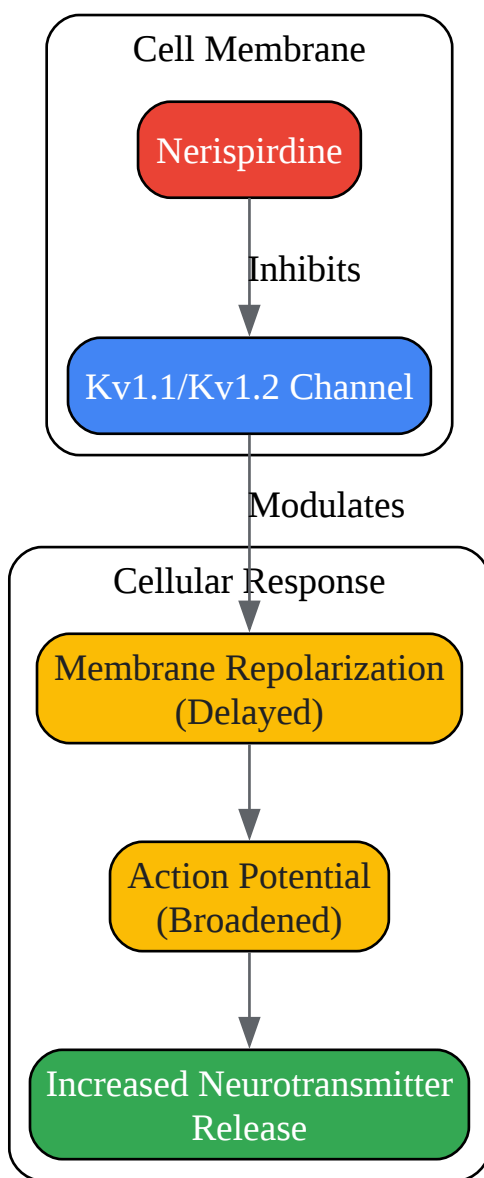 Cell Membrane
Nerispirdine
Inhibits
Kv1.1/Kv1.2 Channel
Modulates
Cellular Response
Membrane Repolarization
(Delayed)
Action Potential
(Broadened)
Increased Neurotransmitter
Release